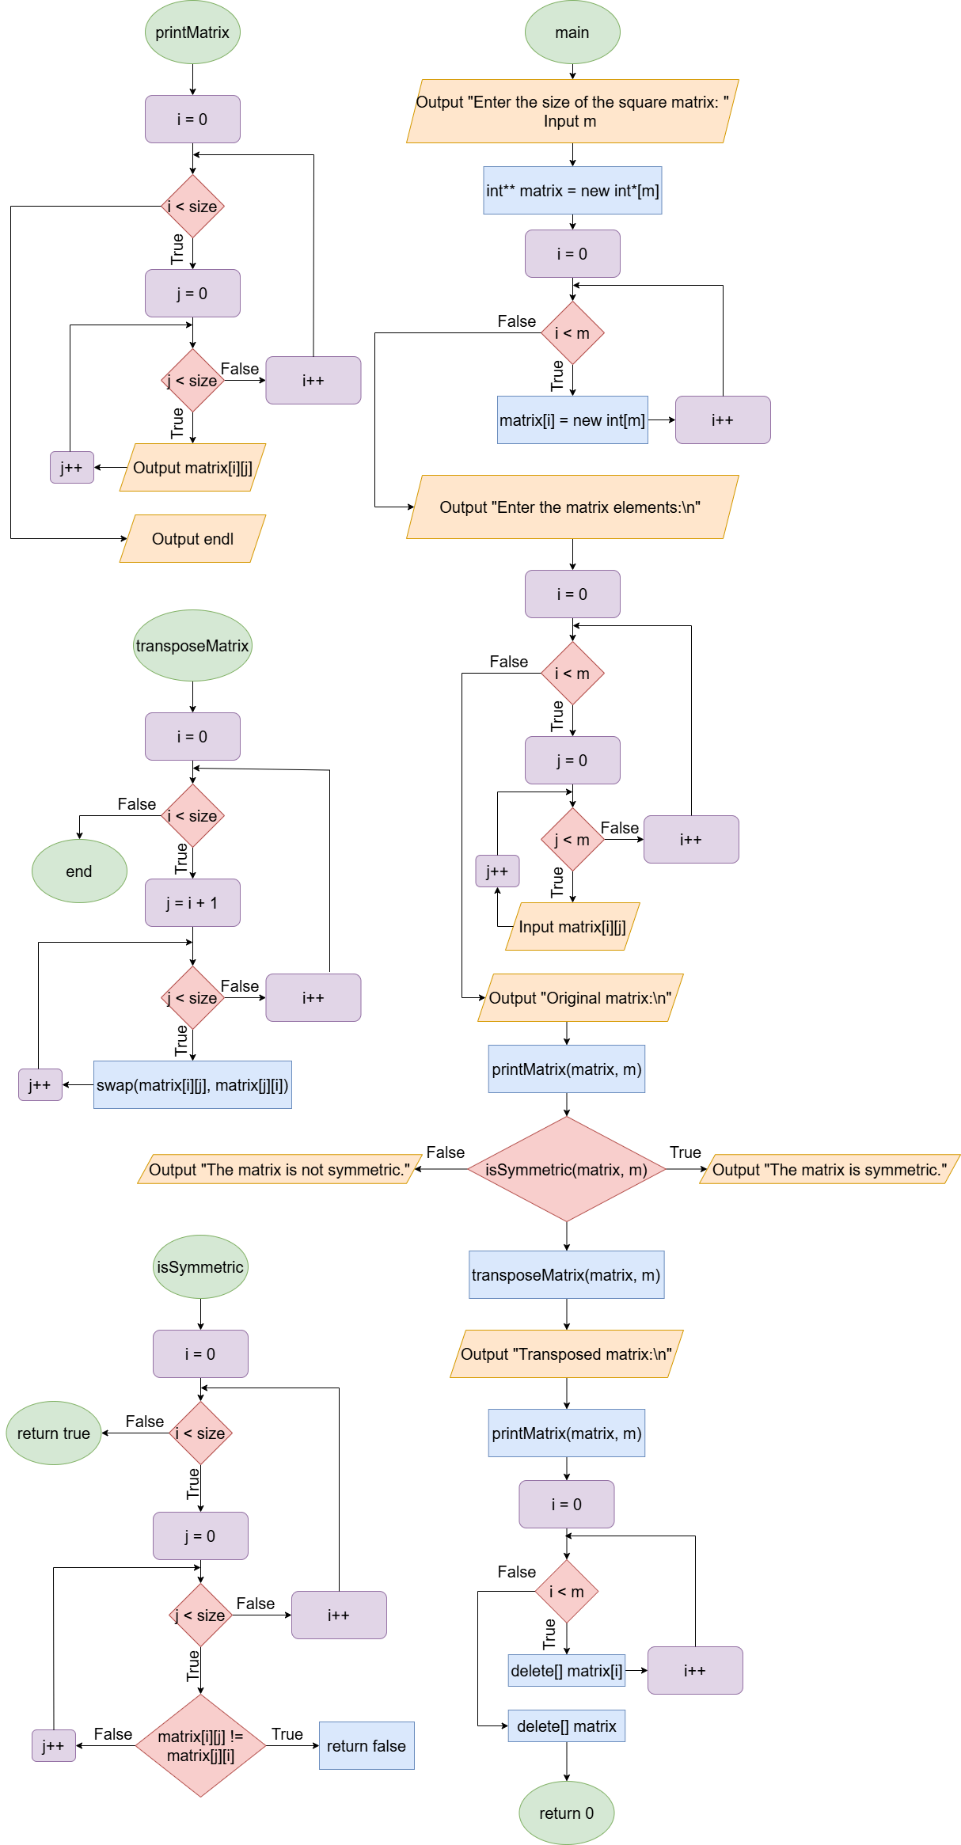 printMatrix
i = 0
i < size
True
j = 0
j < size
False
i++
True
Output matrix[i][j]
j++
Output endl
transposeMatrix
i = 0
False
i < size
end
True
j = i + 1
j < size
False
i++
True
swap(matrix[i][j], matrix[j][i])
j++
isSymmetric
i = 0
False
i < size
return true
True
j = 0
j < size
False
i++
True
matrix[i][j] !=
matrix[j][i]
False
j++
True
return false
main
Output "Enter the size of the square matrix: "
Input m
int** matrix = new int*[m]
i = 0
False
i < m
True
matrix[i] = new int[m]
i++
Output "Enter the matrix elements:\n"
i = 0
False
i < m
True
j = 0
j < m
False
i++
j++
True
Input matrix[i][j]
Output "Original matrix:\n"
printMatrix(matrix, m)
isSymmetric(matrix, m)
False
Output "The matrix is not symmetric."
True
Output "The matrix is symmetric."
transposeMatrix(matrix, m)
Output "Transposed matrix:\n"
printMatrix(matrix, m)
i = 0
False
i < m
True
delete[] matrix[i]
i++
delete[] matrix
return 0